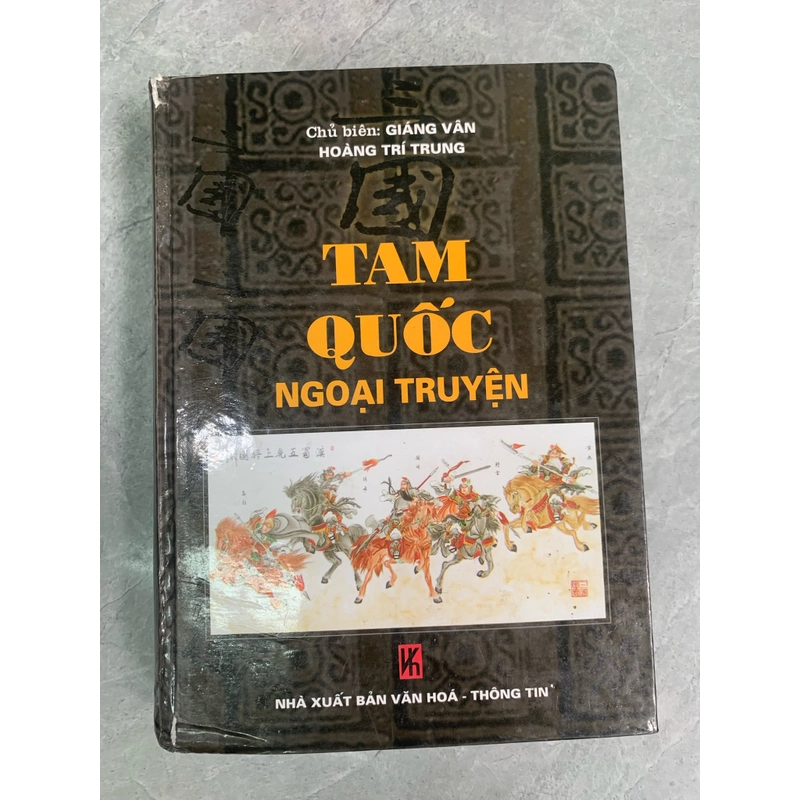 Chủ biên: GIÁNG VÂN
HOÀNG TRÍ TRUNG
三
國
TAM
QUỐC
NGOẠI TRUYỆN
NHÀ XUẤT BẢN VĂN HOÁ - THÔNG TIN